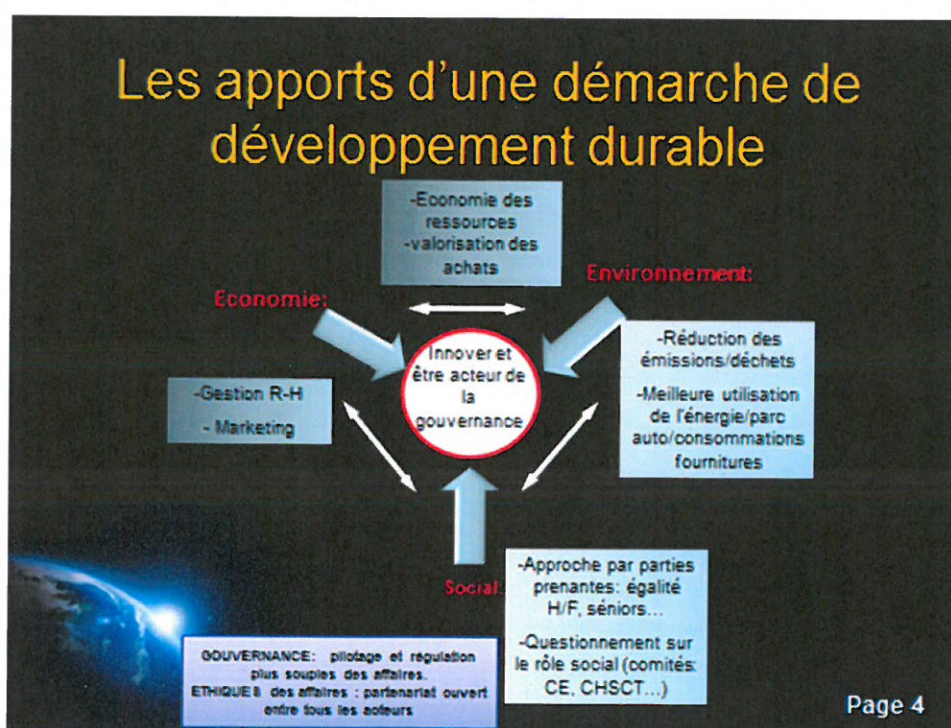 Les apports d'une démarche de
développement durable
-Economie des
ressources
-valorisation des
achats
Economie:
Environnement:
Innover et
être acteur de
la
gouvernance
-Réduction des
émissions/déchets
-Meilleure utilisation
de l'énergie/parc
auto/consommations
fournitures
-Gestion R-H
- Marketing
Social:
-Approche par parties
prenantes: égalité
H/F, séniors...
-Questionnement sur
le rôle social (comités:
CE, CHSCT...)
GOUVERNANCE: pilotage et régulation
plus souples des affaires.
des affaires : partenariat ouvert
entre tous les acteurs
Page 4